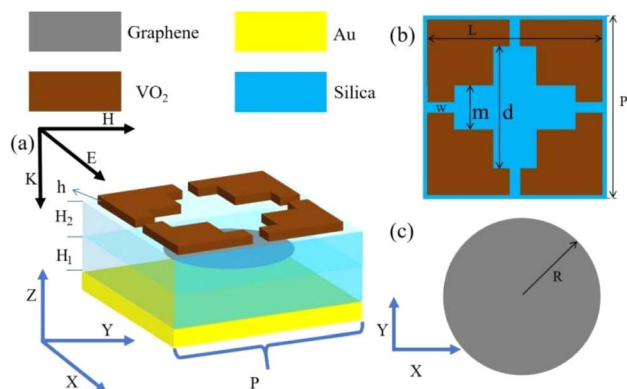 Graphene
Au
VO₂
Silica
(a)
H
E
K
h
H₂
H₁
Z
Y
X
P
(b)
L
P
w
m
d
(c)
R
Y
X